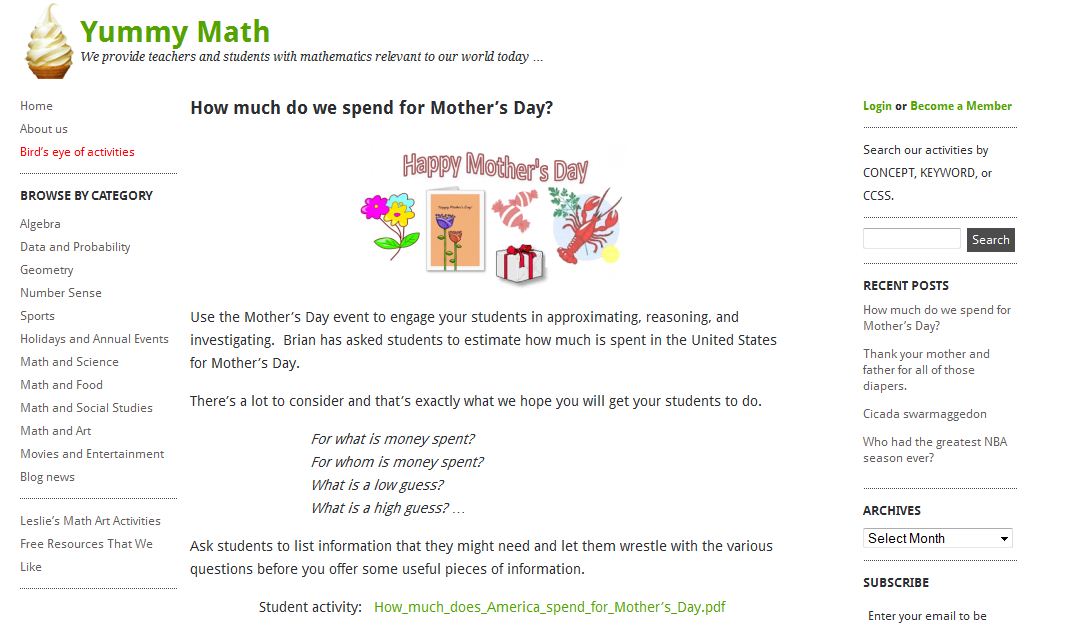 Yummy Math
We provide teachers and students with mathematics relevant to our world today ...
Home
About us
Bird's eye of activities
BROWSE BY CATEGORY
Algebra
Data and Probability
Geometry
Number Sense
Sports
Holidays and Annual Events
Math and Science
Math and Food
Math and Social Studies
Math and Art
Movies and Entertainment
Blog news
Leslie's Math Art Activities
Free Resources That We
Like
How much do we spend for Mother's Day?
Happy Mother's Day
Happy Mother's Day!
Use the Mother's Day event to engage your students in approximating, reasoning, and
investigating.  Brian has asked students to estimate how much is spent in the United States
for Mother's Day.
There's a lot to consider and that's exactly what we hope you will get your students to do.
For what is money spent?
For whom is money spent?
What is a low guess?
What is a high guess? …
Ask students to list information that they might need and let them wrestle with the various
questions before you offer some useful pieces of information.
Student activity:   How_much_does_America_spend_for_Mother's_Day.pdf
Login or Become a Member
Search our activities by
CONCEPT, KEYWORD, or
CCSS.
Search
RECENT POSTS
How much do we spend for
Mother's Day?
Thank your mother and
father for all of those
diapers.
Cicada swarmaggedon
Who had the greatest NBA
season ever?
ARCHIVES
Select Month
SUBSCRIBE
Enter your email to be